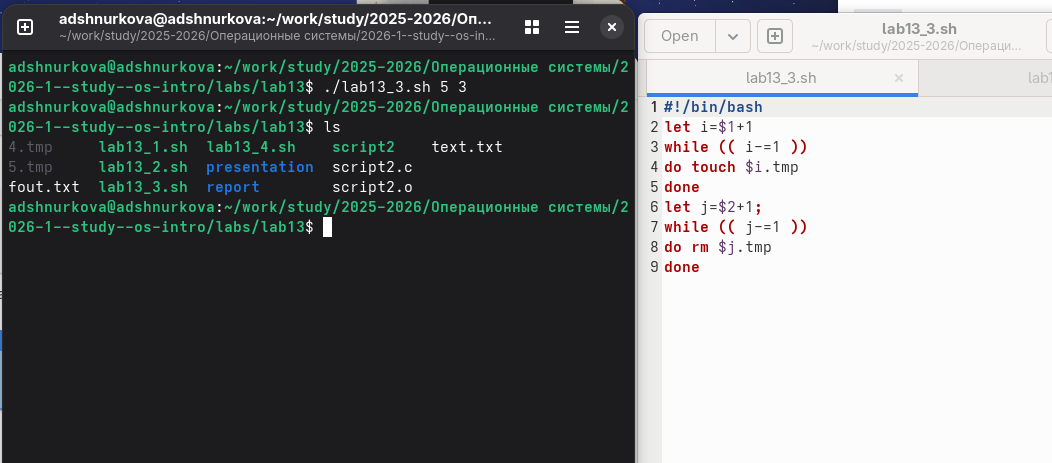 adshnurkova@adshnurkova:~/work/study/2025-2026/Оп...
~/work/study/2025-2026/Операционные системы/2026-1--study--os-in...
adshnurkova@adshnurkova:~/work/study/2025-2026/Операционные системы/2
026-1--study--os-intro/labs/lab13$ ./lab13_3.sh 5 3
adshnurkova@adshnurkova:~/work/study/2025-2026/Операционные системы/2
026-1--study--os-intro/labs/lab13$ ls
4.tmp lab13_1.sh lab13_4.sh script2 text.txt
5.tmp lab13_2.sh presentation script2.c
fout.txt lab13_3.sh report script2.o
adshnurkova@adshnurkova:~/work/study/2025-2026/Операционные системы/2
026-1--study--os-intro/labs/lab13$
Open
lab13_3.sh
~/work/study/2025-2026/Операци...
lab13_3.sh
lab1
1 #!/bin/bash
2 let i=$1+1
3 while (( i-=1 ))
4 do touch $i.tmp
5 done
6 let j=$2+1;
7 while (( j-=1 ))
8 do rm $j.tmp
9 done